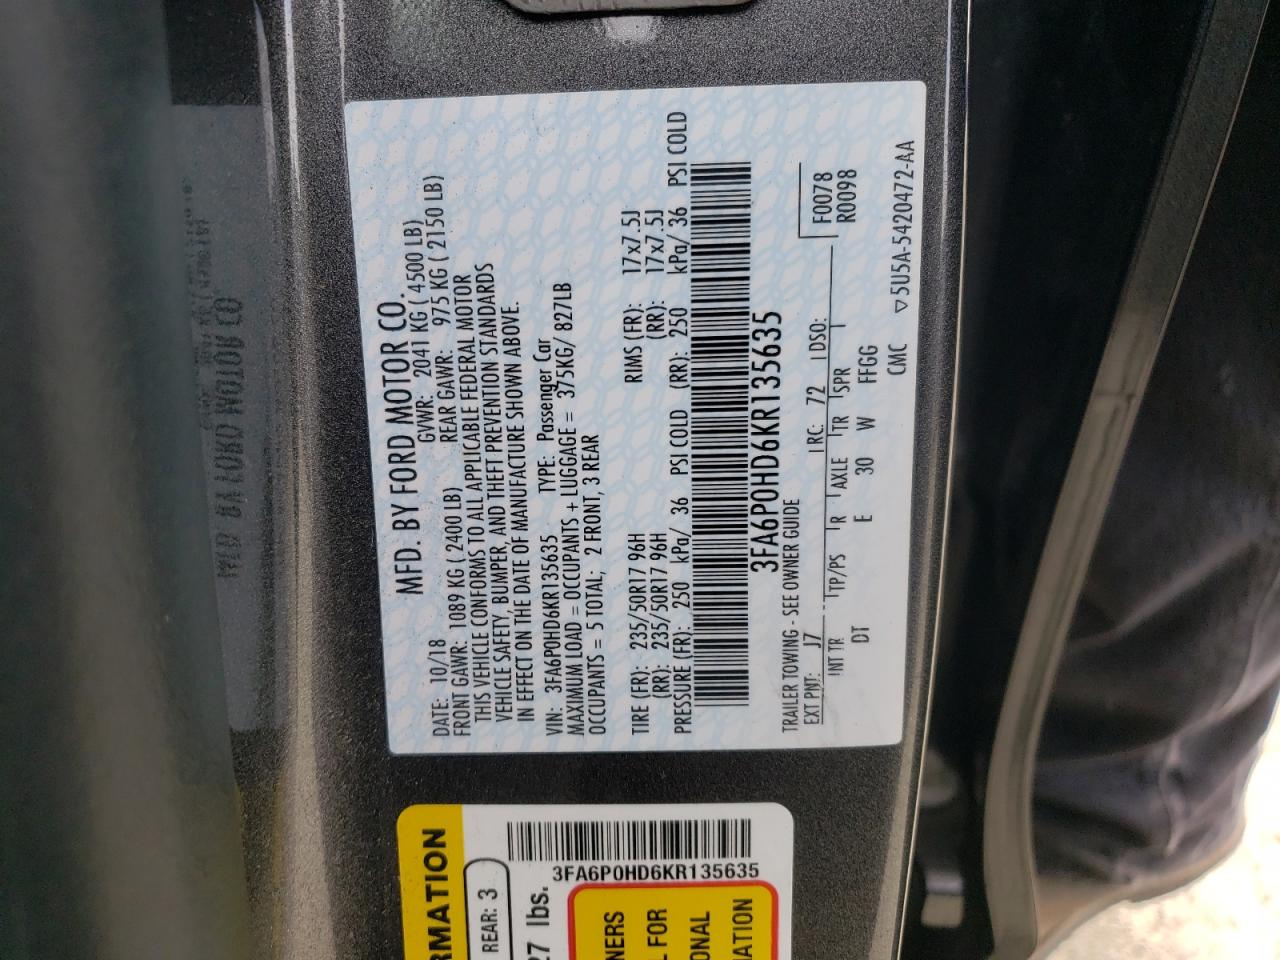 MFD. BY FORD MOTOR CO.
DATE: 10/18 GVWR: 2041 KG ( 4500 LB)
FRONT GAWR: 1089 KG ( 2400 LB) REAR GAWR: 975 KG ( 2150 LB)
THIS VEHICLE CONFORMS TO ALL APPLICABLE FEDERAL MOTOR
VEHICLE SAFETY, BUMPER, AND THEFT PREVENTION STANDARDS
IN EFFECT ON THE DATE OF MANUFACTURE SHOWN ABOVE.
VIN: 3FA6P0HD6KR135635 TYPE: Passenger Car
MAXIMUM LOAD = OCCUPANTS + LUGGAGE = 375KG/ 827LB
OCCUPANTS = 5 TOTAL: 2 FRONT, 3 REAR
TIRE (FR): 235/50R17 96H RIMS (FR): 17x7.5J
(RR): 235/50R17 96H (RR): 17x7.5J
PRESSURE (FR): 250 kPa/ 36 PSI COLD (RR): 250 kPa/ 36 PSI COLD
3FA6P0HD6KR135635
TRAILER TOWING - SEE OWNER GUIDE
F0078
R0098
EXT PNT: J7 RC: 72 DSO:
INT TR TP/PS R AXLE TR SPR
DT E 30 W FFGG
CMC ▽5U5A-5420472-AA
RMATION
REAR: 3
27 lbs.
3FA6P0HD6KR135635
NERS
L FOR
ONAL
ATION